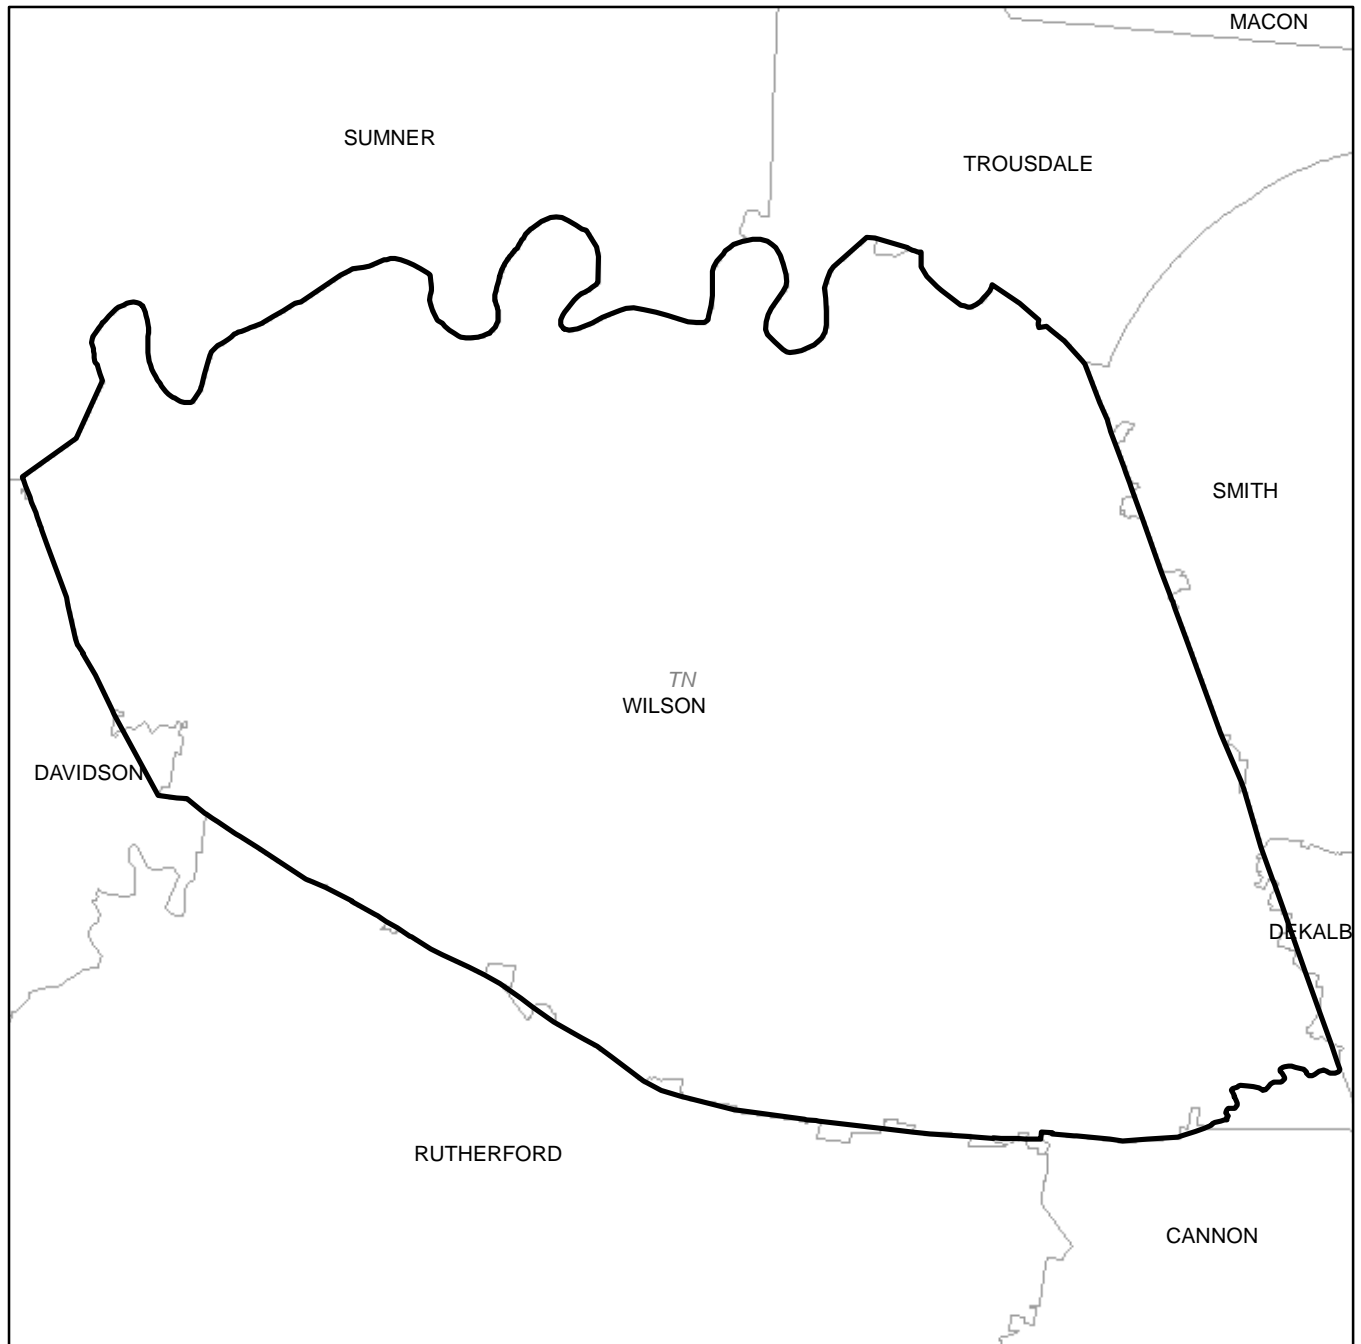 MACON
SUMNER
TROUSDALE
SMITH
TN
WILSON
DAVIDSON
DEKALB
RUTHERFORD
CANNON